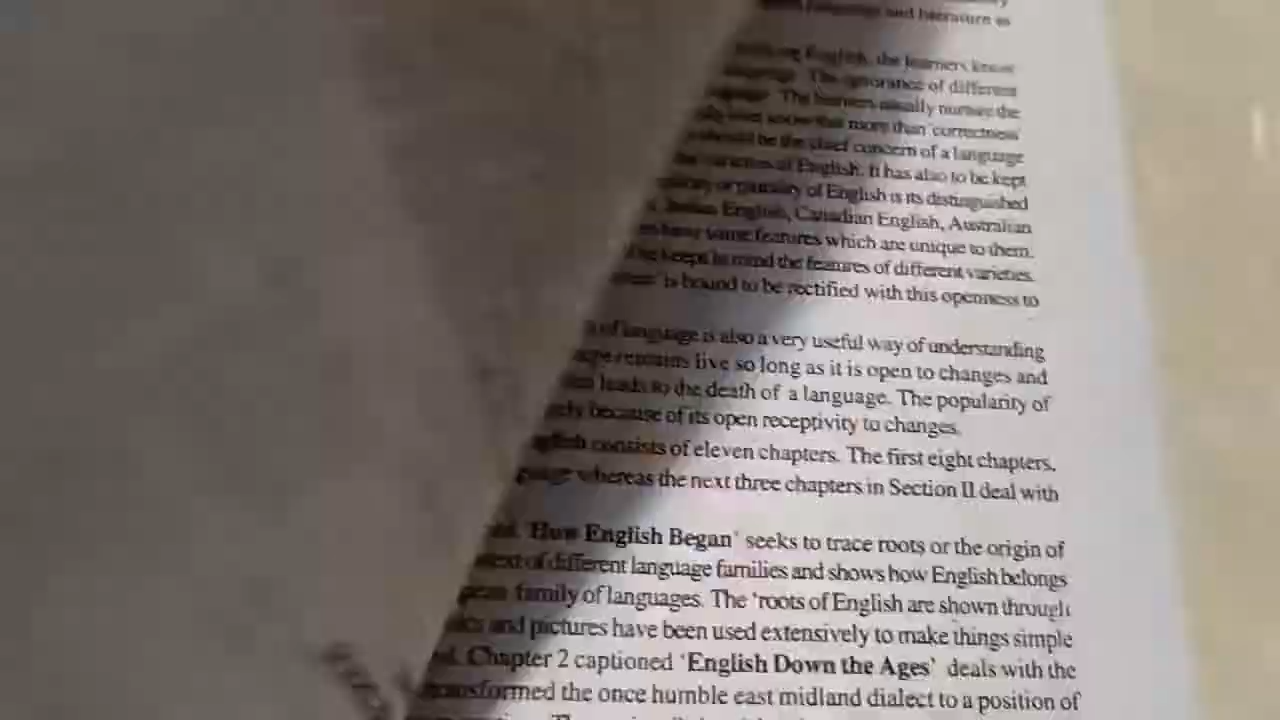 language and literature as
English, the learners know
language. The ignorance of different
The learners usually nurture the
know that more than 'correctness'
should be the chief concern of a language
the varieties of English. It has also to be kept
or plurality of English is its distinguished
Indian English, Canadian English, Australian
have some features which are unique to them.
keeps in mind the features of different varieties.
is bound to be rectified with this openness to
of language is also a very useful way of understanding
remains live so long as it is open to changes and
leads to the death of a language. The popularity of
because of its open receptivity to changes.
consists of eleven chapters. The first eight chapters,
whereas the next three chapters in Section II deal with
'How English Began' seeks to trace roots or the origin of
of different language families and shows how English belongs
family of languages. The 'roots of English are shown through
and pictures have been used extensively to make things simple
Chapter 2 captioned 'English Down the Ages' deals with the
transformed the once humble east midland dialect to a position of